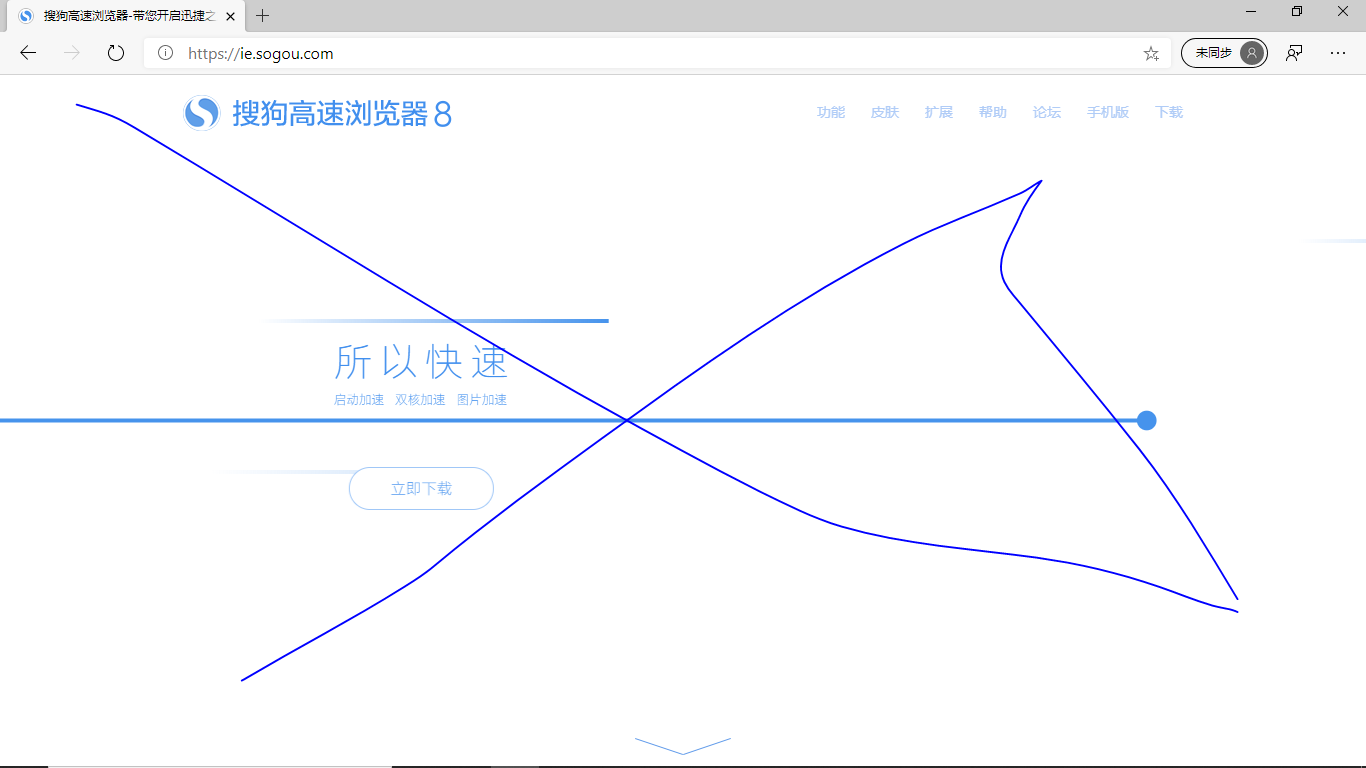 搜狗高速浏览器-带您开启迅捷之
https://ie.sogou.com
未同步
搜狗高速浏览器8
功能 皮肤 扩展 帮助 论坛 手机版 下载
所以快速
启动加速 双核加速 图片加速
立即下载